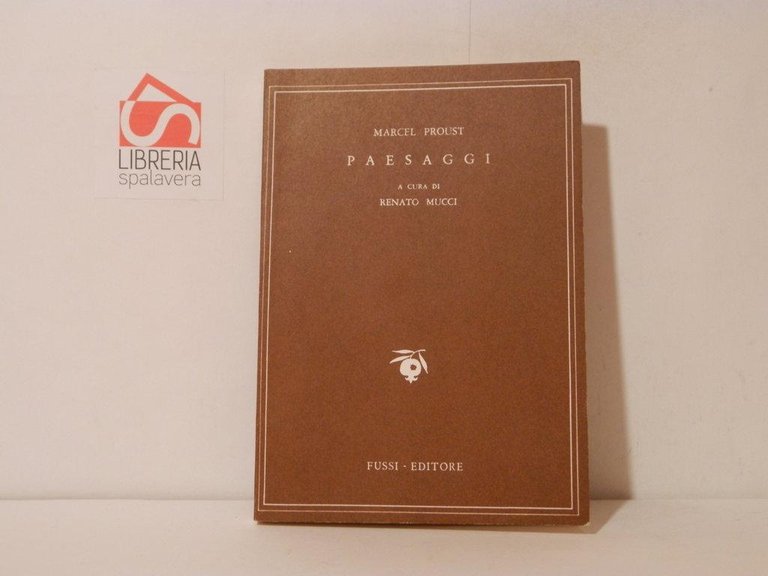 LIBRERIA
spalavera
MARCEL PROUST
PAESAGGI
A CURA DI
RENATO MUCCI
FUSSI - EDITORE